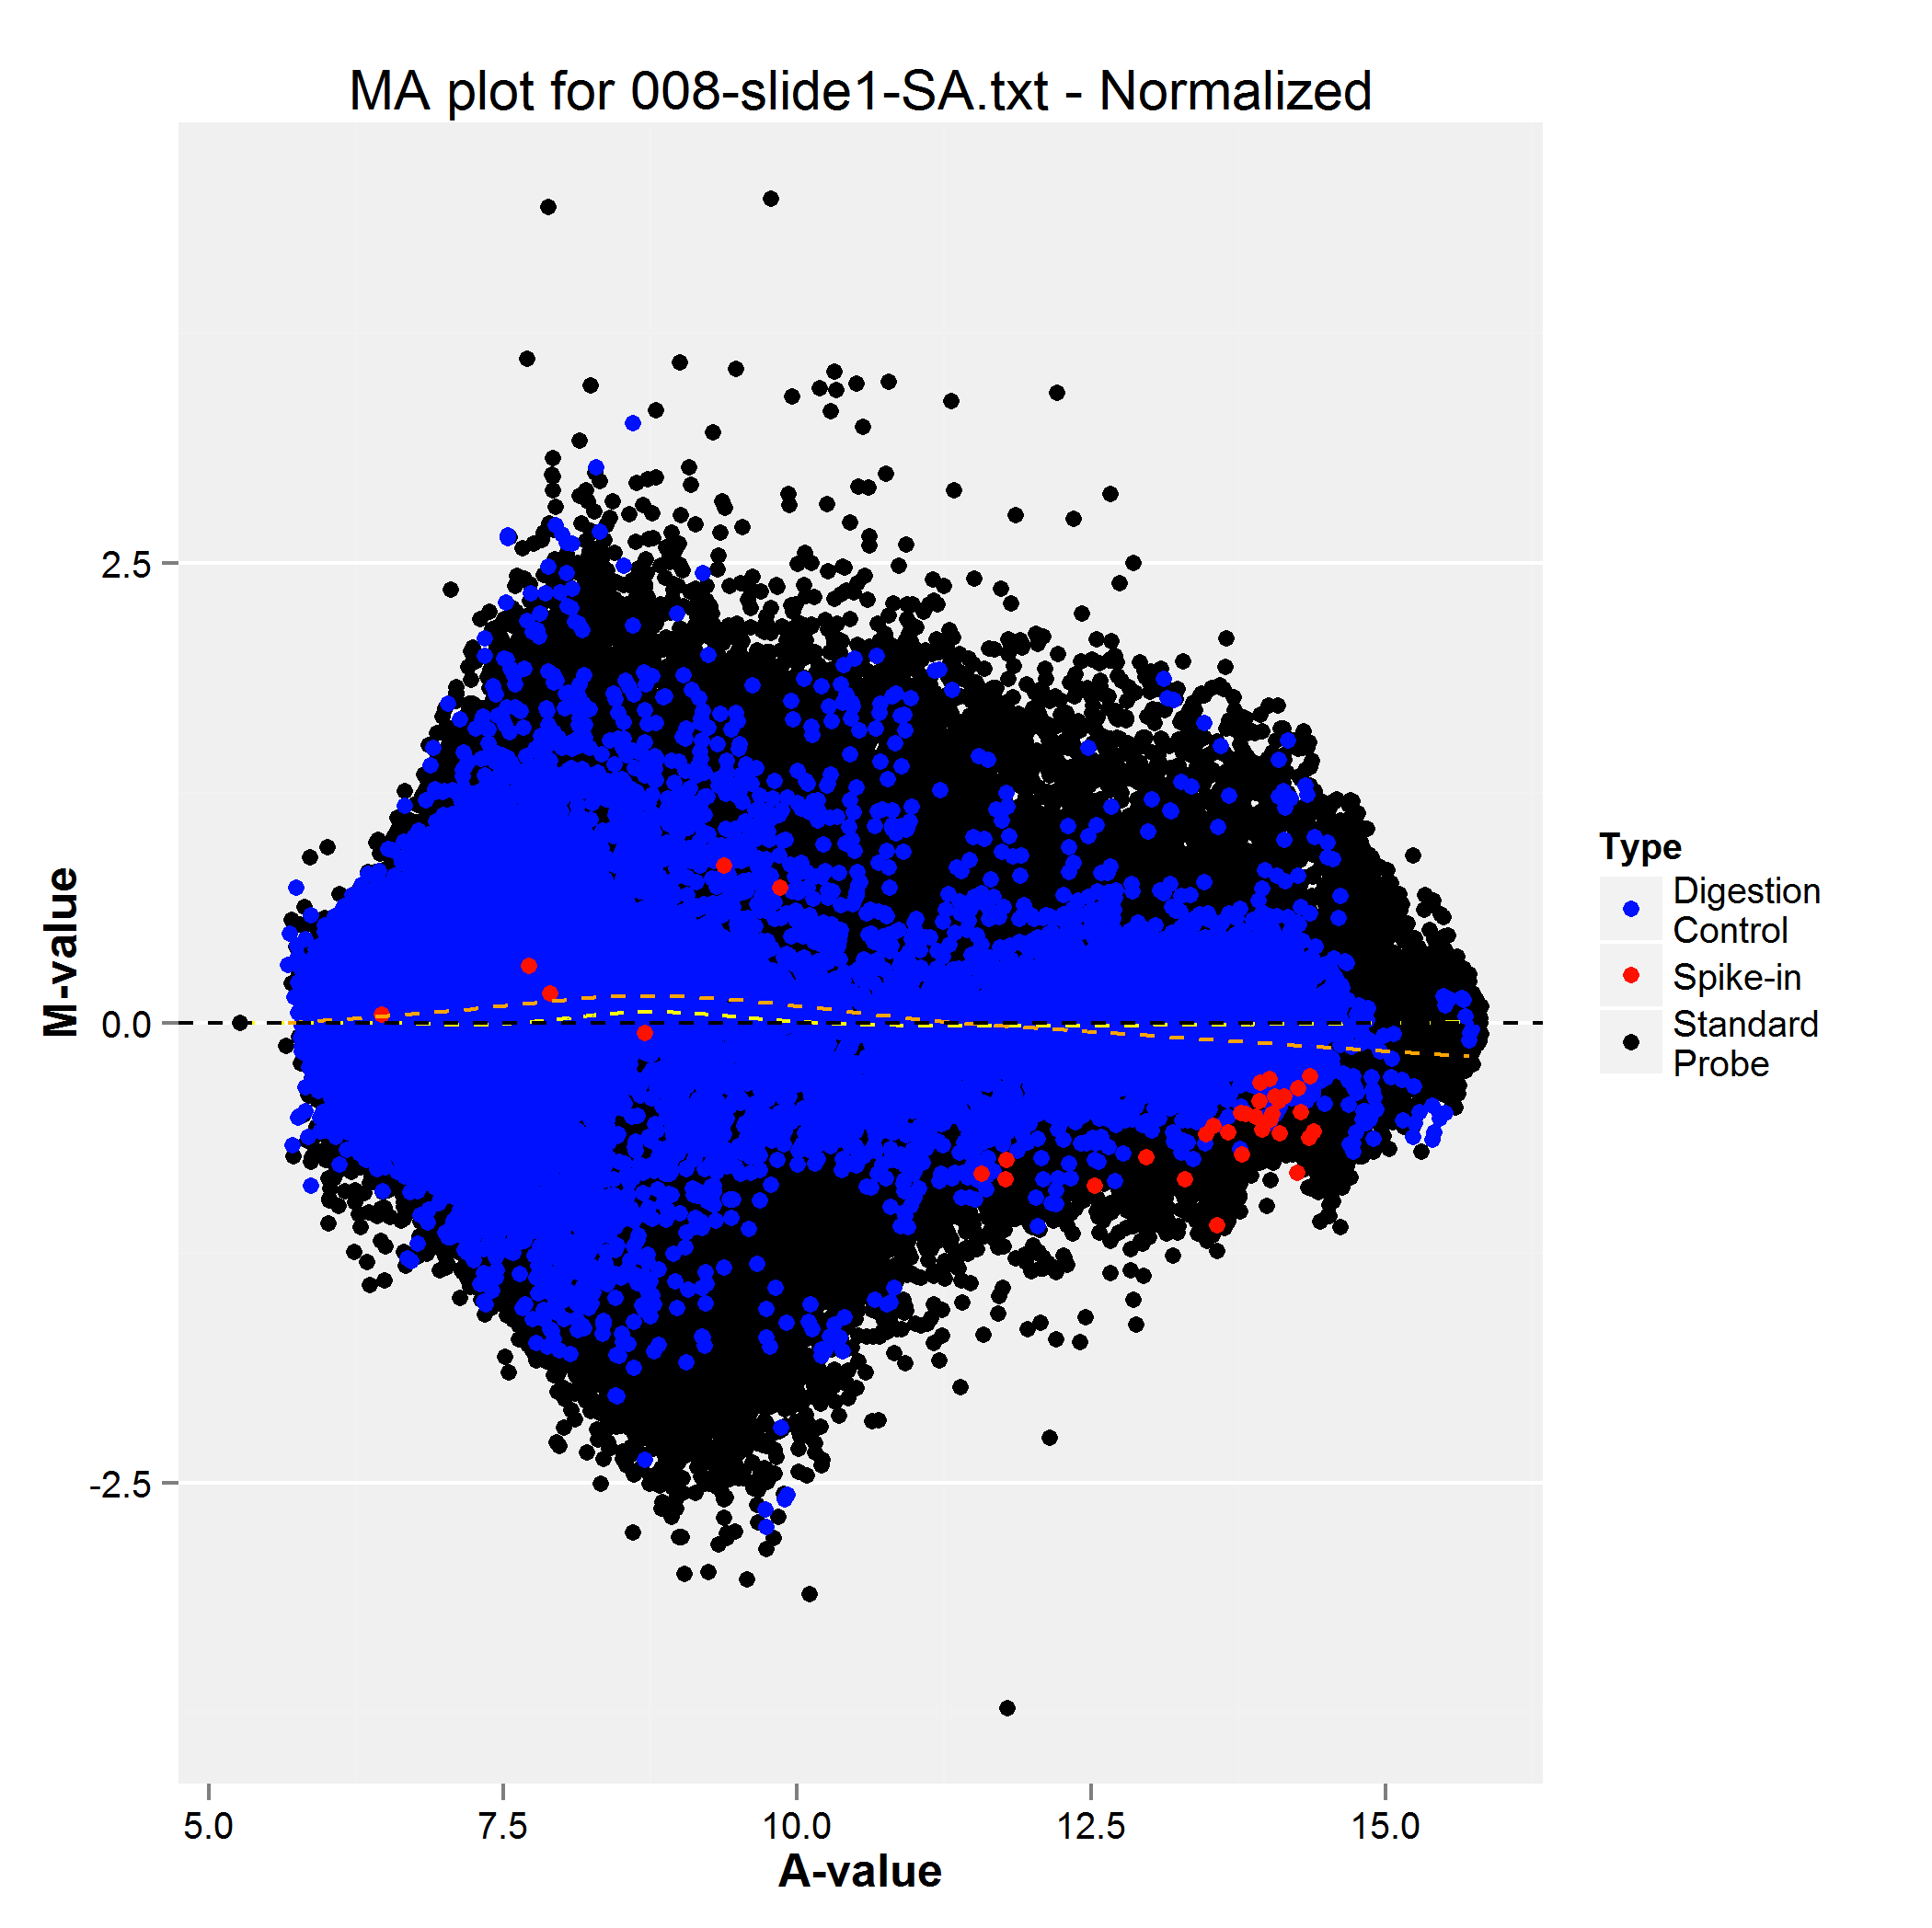 MA plot for 008-slide1-SA.txt - Normalized
M-value
2.5
0.0
-2.5
5.0 7.5 10.0 12.5 15.0
A-value
Type
Digestion
Control
Spike-in
Standard
Probe